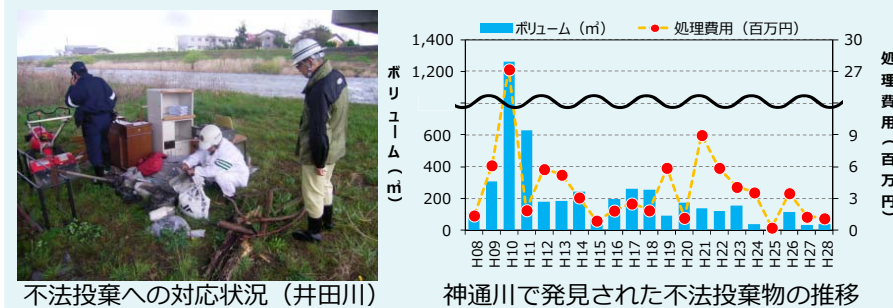 ボリューム（㎥） 処理費用（百万円）
1,400
1,200
600
400
200
0
ボリューム（㎥）
30
27
9
6
3
0
処理費用（百万円）
H08
H09
H10
H11
H12
H13
H14
H15
H16
H17
H18
H19
H20
H21
H22
H23
H24
H25
H26
H27
H28
不法投棄への対応状況（井田川）
神通川で発見された不法投棄物の推移